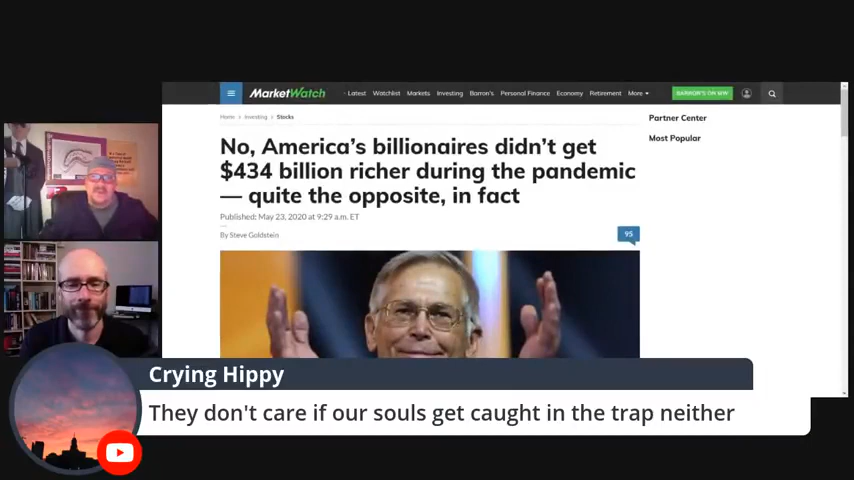 MarketWatch
Latest Watchlist Markets Investing Barron's Personal Finance Economy Retirement More
BARRON'S ON MW
Home Investing Stocks
Partner Center
Most Popular
No, America's billionaires didn't get
$434 billion richer during the pandemic
— quite the opposite, in fact
Published: May 23, 2020 at 9:29 a.m. ET
By Steve Goldstein
95
Crying Hippy
They don't care if our souls get caught in the trap neither